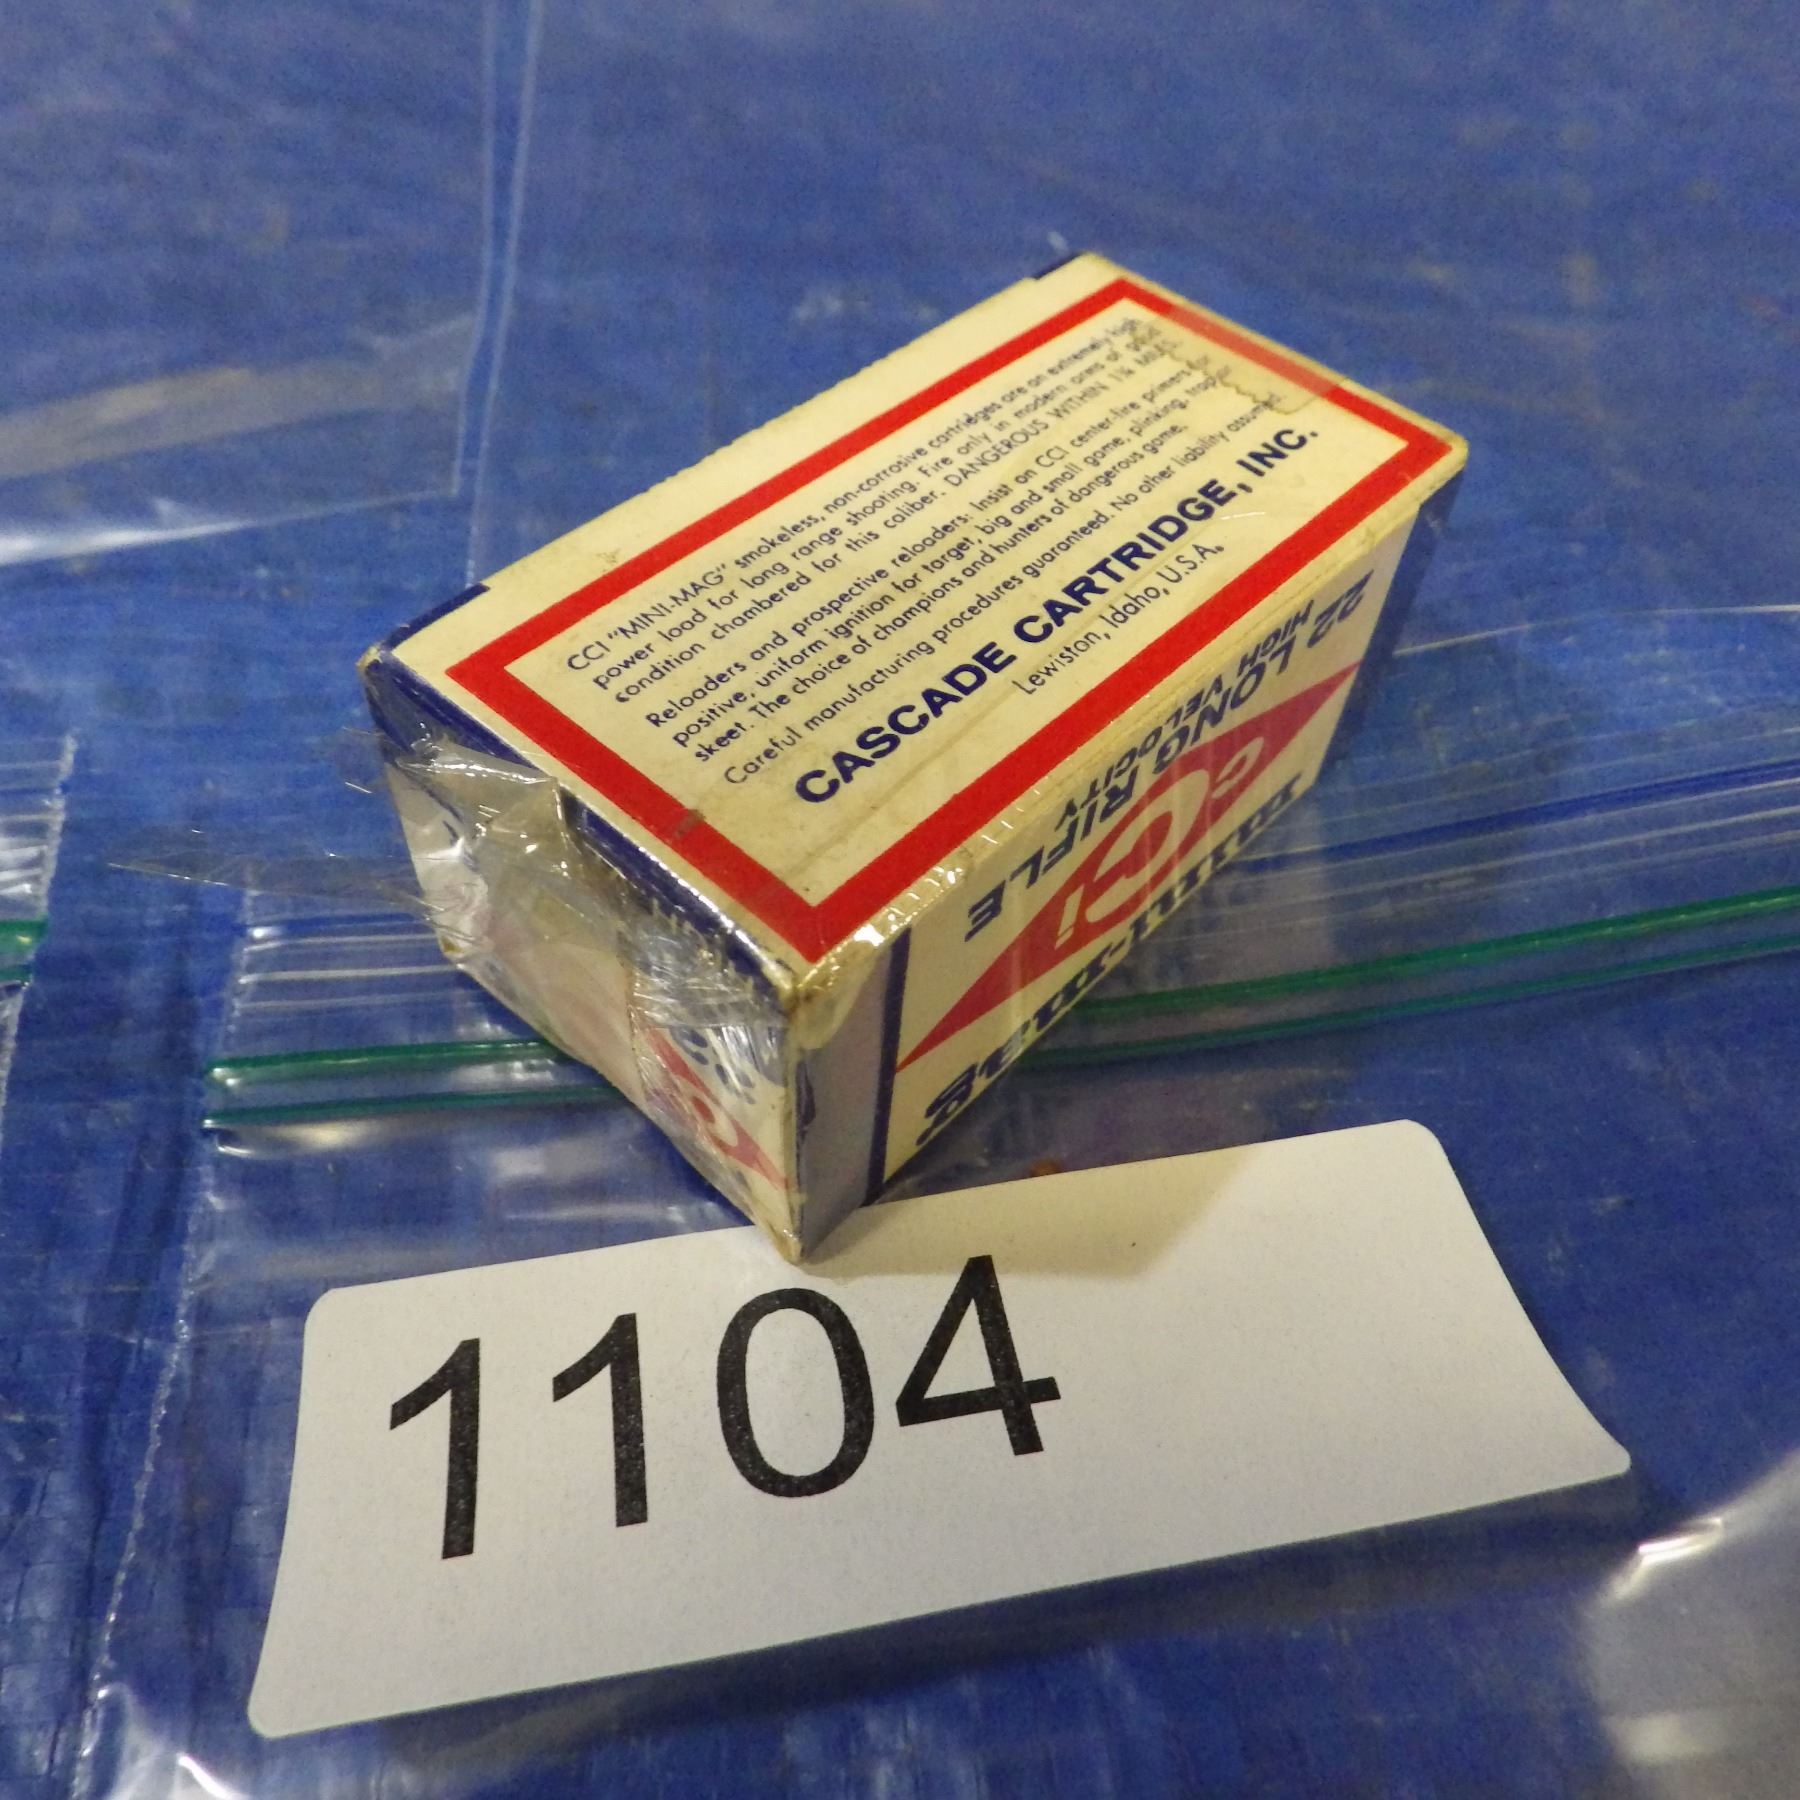 CCI "MINI-MAG" smokeless, non-corrosive cartridges are an extremely high
power load for long range shooting. Fire only in modern arms of good
condition chambered for this caliber. DANGEROUS WITHIN 1¼ MILES.
Reloaders and prospective reloaders: Insist on CCI center-fire primers for
positive, uniform ignition for target, big and small game, plinking, trap or
skeet. The choice of champions and hunters of dangerous game.
Careful manufacturing procedures guaranteed. No other liability assumed.
CASCADE CARTRIDGE, INC.
Lewiston, Idaho, U.S.A.
22 LONG RIFLE
HIGH VELOCITY
CCi
mini-mag
1104